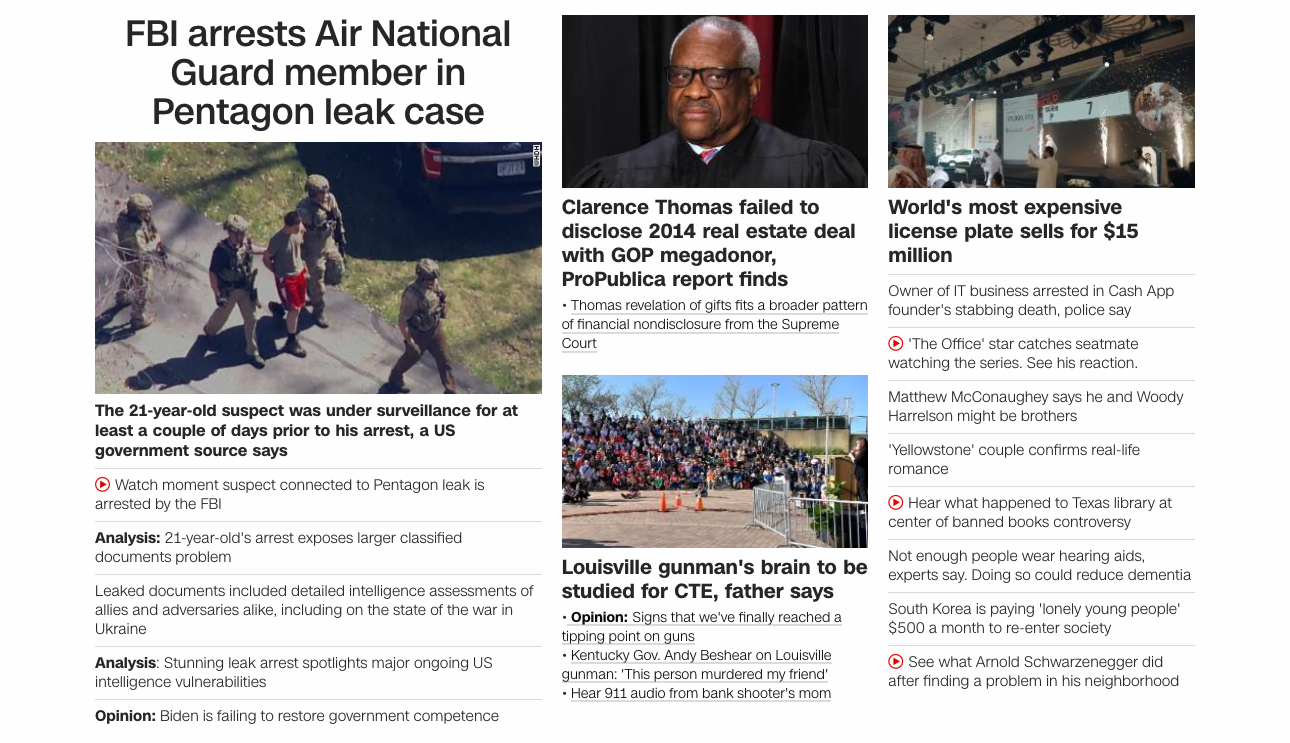 FBI arrests Air National
Guard member in
Pentagon leak case
WHDH
The 21-year-old suspect was under surveillance for at
least a couple of days prior to his arrest, a US
government source says
Watch moment suspect connected to Pentagon leak is
arrested by the FBI
Analysis: 21-year-old's arrest exposes larger classified
documents problem
Leaked documents included detailed intelligence assessments of
allies and adversaries alike, including on the state of the war in
Ukraine
Analysis: Stunning leak arrest spotlights major ongoing US
intelligence vulnerabilities
Opinion: Biden is failing to restore government competence
Clarence Thomas failed to
disclose 2014 real estate deal
with GOP megadonor,
ProPublica report finds
• Thomas revelation of gifts fits a broader pattern
of financial nondisclosure from the Supreme
Court
Louisville gunman's brain to be
studied for CTE, father says
• Opinion: Signs that we've finally reached a
tipping point on guns
• Kentucky Gov. Andy Beshear on Louisville
gunman: 'This person murdered my friend'
• Hear 911 audio from bank shooter's mom
P 7
World's most expensive
license plate sells for $15
million
Owner of IT business arrested in Cash App
founder's stabbing death, police say
'The Office' star catches seatmate
watching the series. See his reaction.
Matthew McConaughey says he and Woody
Harrelson might be brothers
'Yellowstone' couple confirms real-life
romance
Hear what happened to Texas library at
center of banned books controversy
Not enough people wear hearing aids,
experts say. Doing so could reduce dementia
South Korea is paying 'lonely young people'
$500 a month to re-enter society
See what Arnold Schwarzenegger did
after finding a problem in his neighborhood